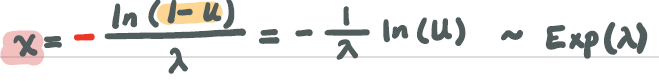 x = - ln(1-u) / λ = - 1/λ ln(u) ~ Exp(λ)